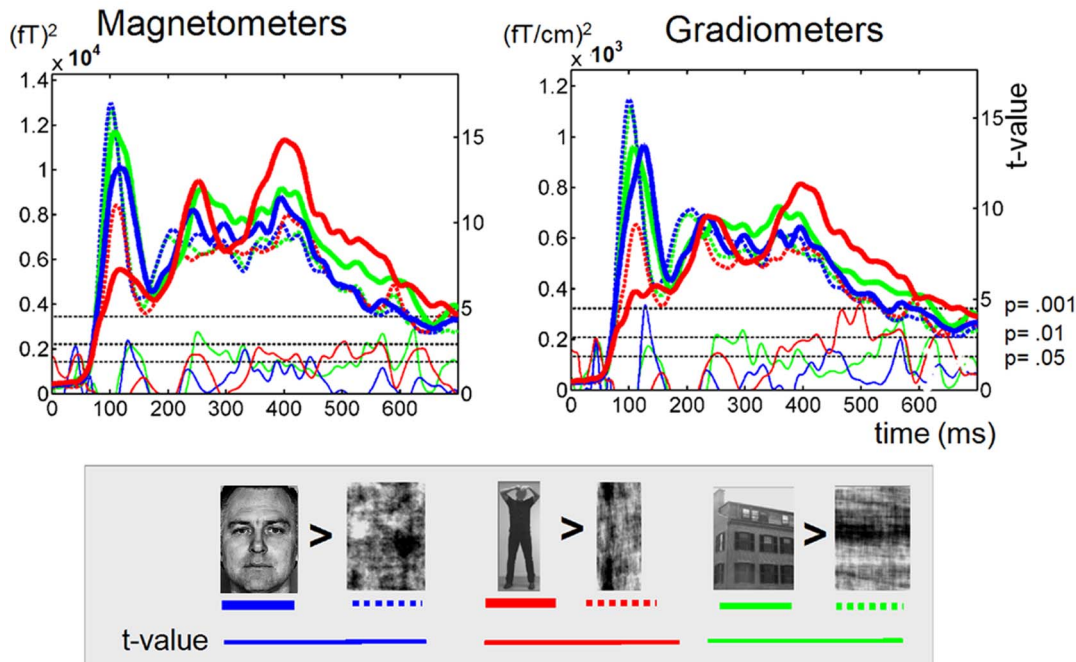 Magnetometers
Gradiometers
(fT)²
(fT/cm)²
x 10⁴
x 10³
1.4
1.2
1
0.8
0.6
0.4
0.2
0
15
10
5
0
0 100 200 300 400 500 600
1.2
1
0.8
0.6
0.4
0.2
0
15
10
5
0
t-value
p= .001
p= .01
p= .05
0 100 200 300 400 500 600
time (ms)
> > >
t-value